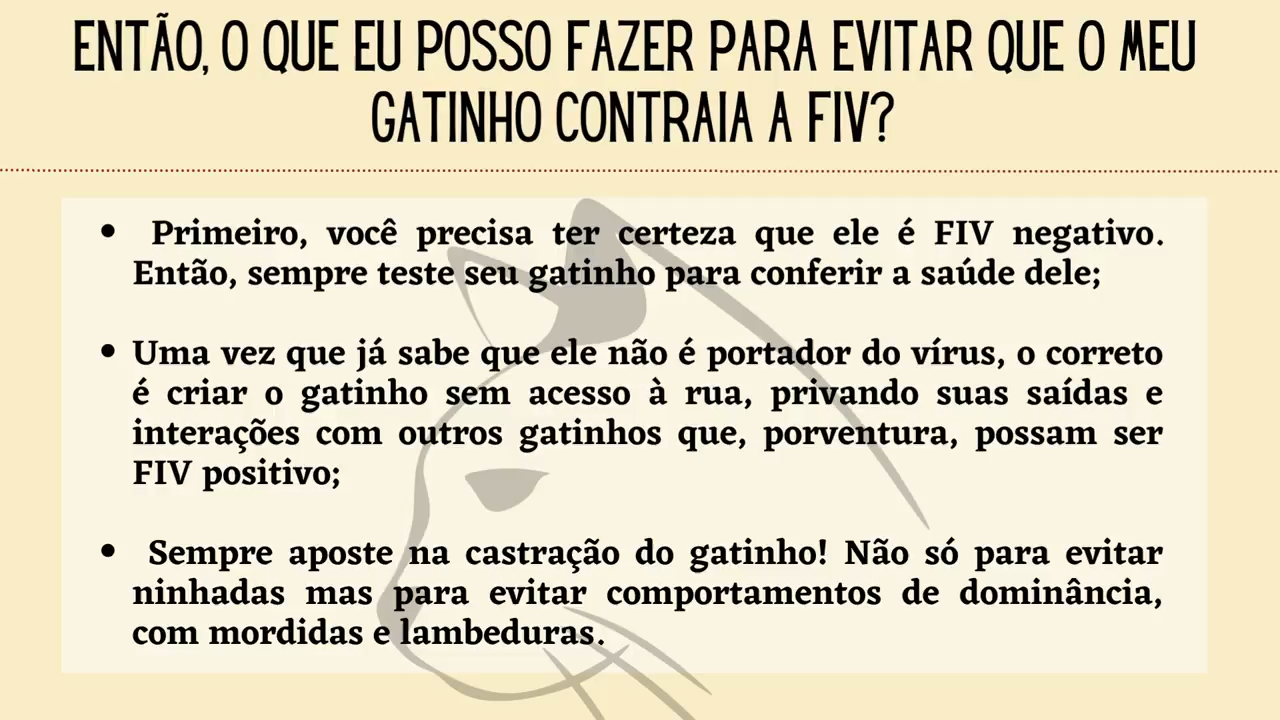 ENTÃO, O QUE EU POSSO FAZER PARA EVITAR QUE O MEU
GATINHO CONTRAIA A FIV?
• Primeiro, você precisa ter certeza que ele é FIV negativo.
Então, sempre teste seu gatinho para conferir a saúde dele;
• Uma vez que já sabe que ele não é portador do vírus, o correto
é criar o gatinho sem acesso à rua, privando suas saídas e
interações com outros gatinhos que, porventura, possam ser
FIV positivo;
• Sempre aposte na castração do gatinho! Não só para evitar
ninhadas mas para evitar comportamentos de dominância,
com mordidas e lambeduras.